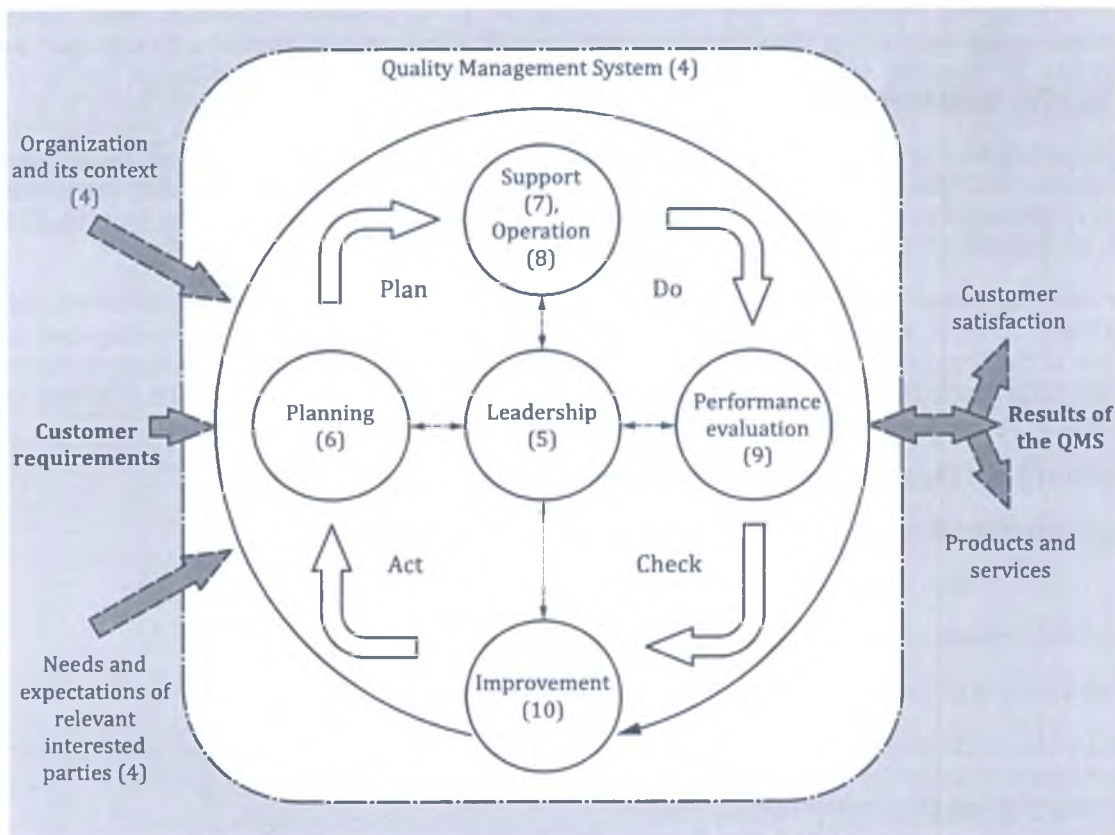 Quality Management System (4)
Organization
and its context
(4)
Support
(7),
Operation
(8)
Plan
Do
Customer
satisfaction
Planning
(6)
Leadership
(5)
Performance
evaluation
(9)
Customer
requirements
Results of
the QMS
Act
Check
Products and
services
Improvement
(10)
Needs and
expectations of
relevant
interested
parties (4)